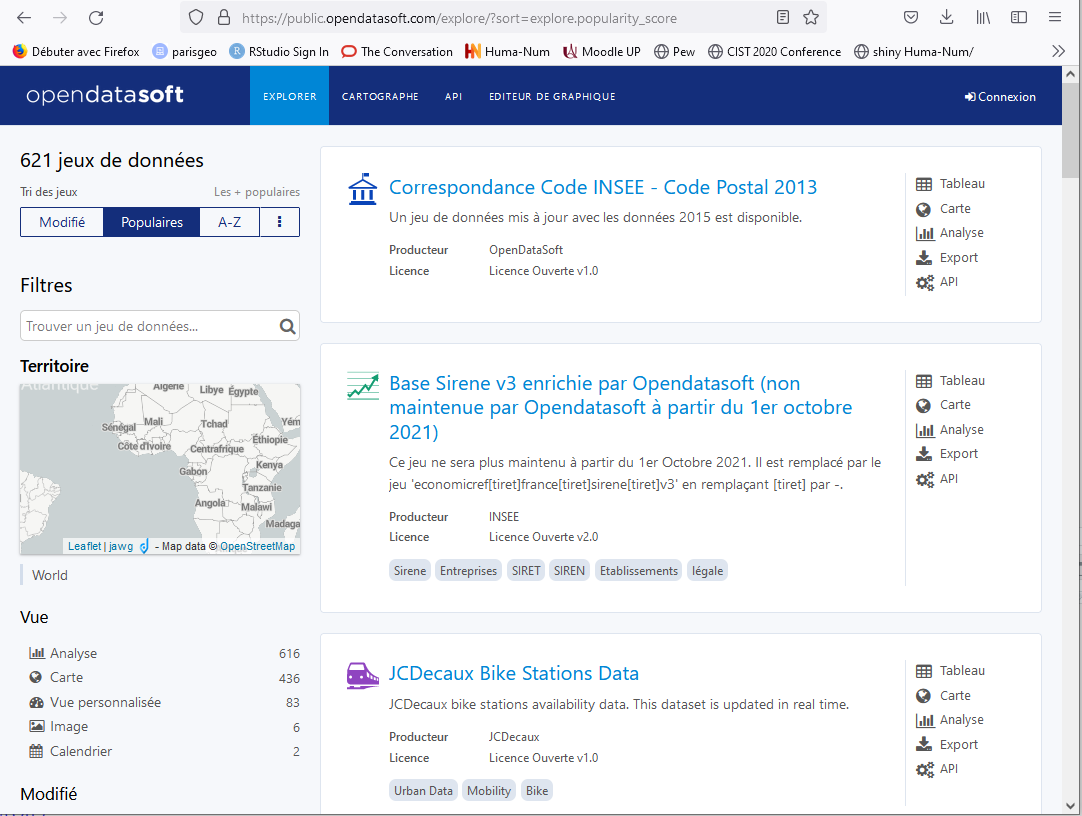 https://public.opendatasoft.com/explore/?sort=explore.popularity_score
Débuter avec Firefox parisgeo RStudio Sign In The Conversation Huma-Num Moodle UP Pew CIST2020 Conference shiny Huma-Num/
opendatasoft EXPLORER CARTOGRAPHE API EDITEUR DE GRAPHIQUE Connexion
621 jeux de données
Tri des jeux Les + populaires
Modifié Populaires A-Z
Filtres
Trouver un jeu de données...
Territoire
Atlantique
Algérie Libye Égypte
Sénégal Mali Tchad Yém
Côte d'Ivoire Centrafrique Éthiopie
Gabon Kenya
Tanzanie
Angola Malawi
Madaga
Leaflet | jawg - Map data © OpenStreetMap
World
Vue
Analyse 616
Carte 436
Vue personnalisée 83
Image 6
Calendrier 2
Modifié
Correspondance Code INSEE - Code Postal 2013
Un jeu de données mis à jour avec les données 2015 est disponible.
Producteur OpenDataSoft
Licence Licence Ouverte v1.0
Tableau
Carte
Analyse
Export
API
Base Sirene v3 enrichie par Opendatasoft (non
maintenue par Opendatasoft à partir du 1er octobre
2021)
Ce jeu ne sera plus maintenu à partir du 1er Octobre 2021. Il est remplacé par le
jeu 'economicref[tiret]france[tiret]sirene[tiret]v3' en remplaçant [tiret] par -.
Producteur INSEE
Licence Licence Ouverte v2.0
Sirene Entreprises SIRET SIREN Etablissements légale
Tableau
Carte
Analyse
Export
API
JCDecaux Bike Stations Data
JCDecaux bike stations availability data. This dataset is updated in real time.
Producteur JCDecaux
Licence Licence Ouverte v1.0
Urban Data Mobility Bike
Tableau
Carte
Analyse
Export
API